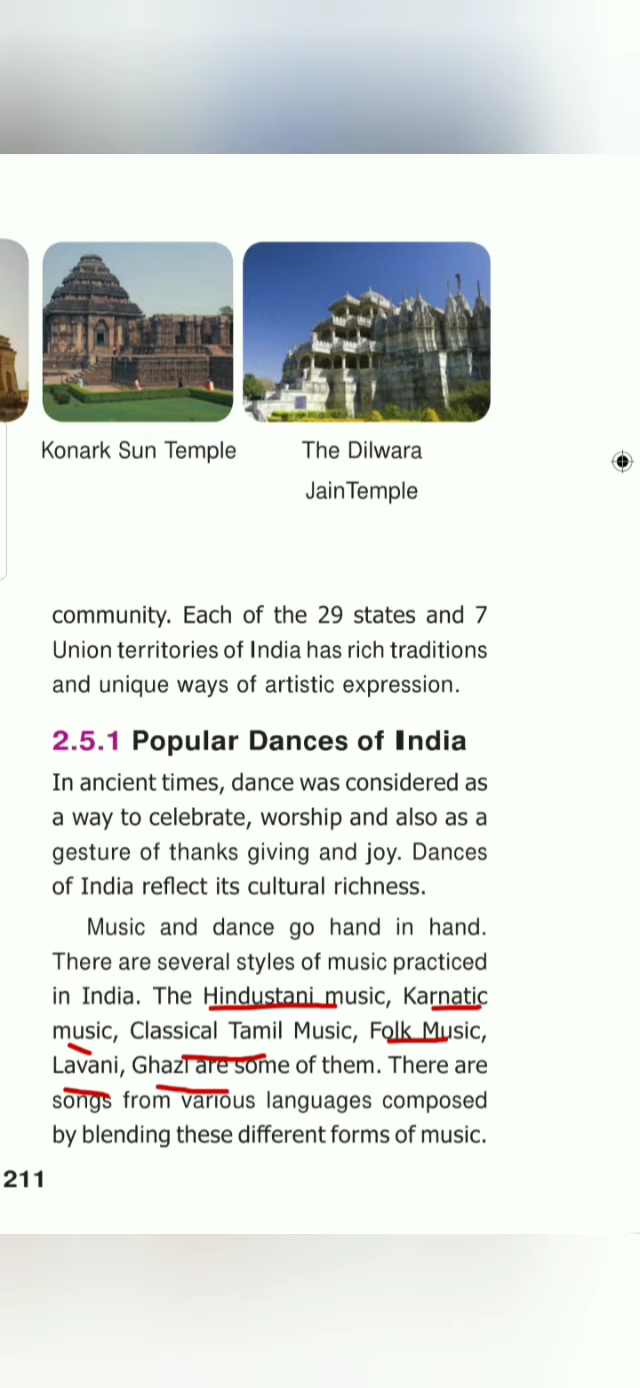 Konark Sun Temple
The Dilwara
JainTemple
community. Each of the 29 states and 7
Union territories of India has rich traditions
and unique ways of artistic expression.
2.5.1 Popular Dances of India
In ancient times, dance was considered as
a way to celebrate, worship and also as a
gesture of thanks giving and joy. Dances
of India reflect its cultural richness.
Music and dance go hand in hand.
There are several styles of music practiced
in India. The Hindustani music, Karnatic
music, Classical Tamil Music, Folk Music,
Lavani, Ghazl are some of them. There are
songs from various languages composed
by blending these different forms of music.
211